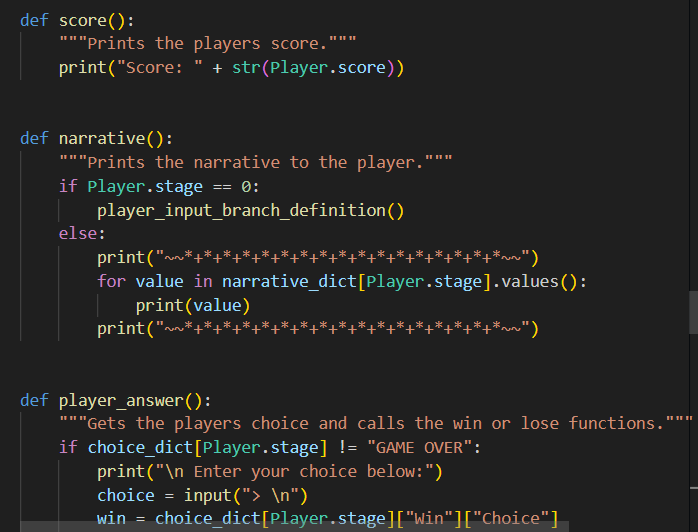 def score():
    """Prints the players score."""
    print("Score: " + str(Player.score))
def narrative():
    """Prints the narrative to the player."""
    if Player.stage == 0:
        player_input_branch_definition()
    else:
        print("~~*+*+*+*+*+*+*+*+*+*+*+*+*+*+*+*+*~~")
        for value in narrative_dict[Player.stage].values():
            print(value)
        print("~~*+*+*+*+*+*+*+*+*+*+*+*+*+*+*+*+*~~")
def player_answer():
    """Gets the players choice and calls the win or lose functions."""
    if choice_dict[Player.stage] != "GAME OVER":
        print("\n Enter your choice below:")
        choice = input("> \n")
        win = choice_dict[Player.stage]["Win"]["Choice"]